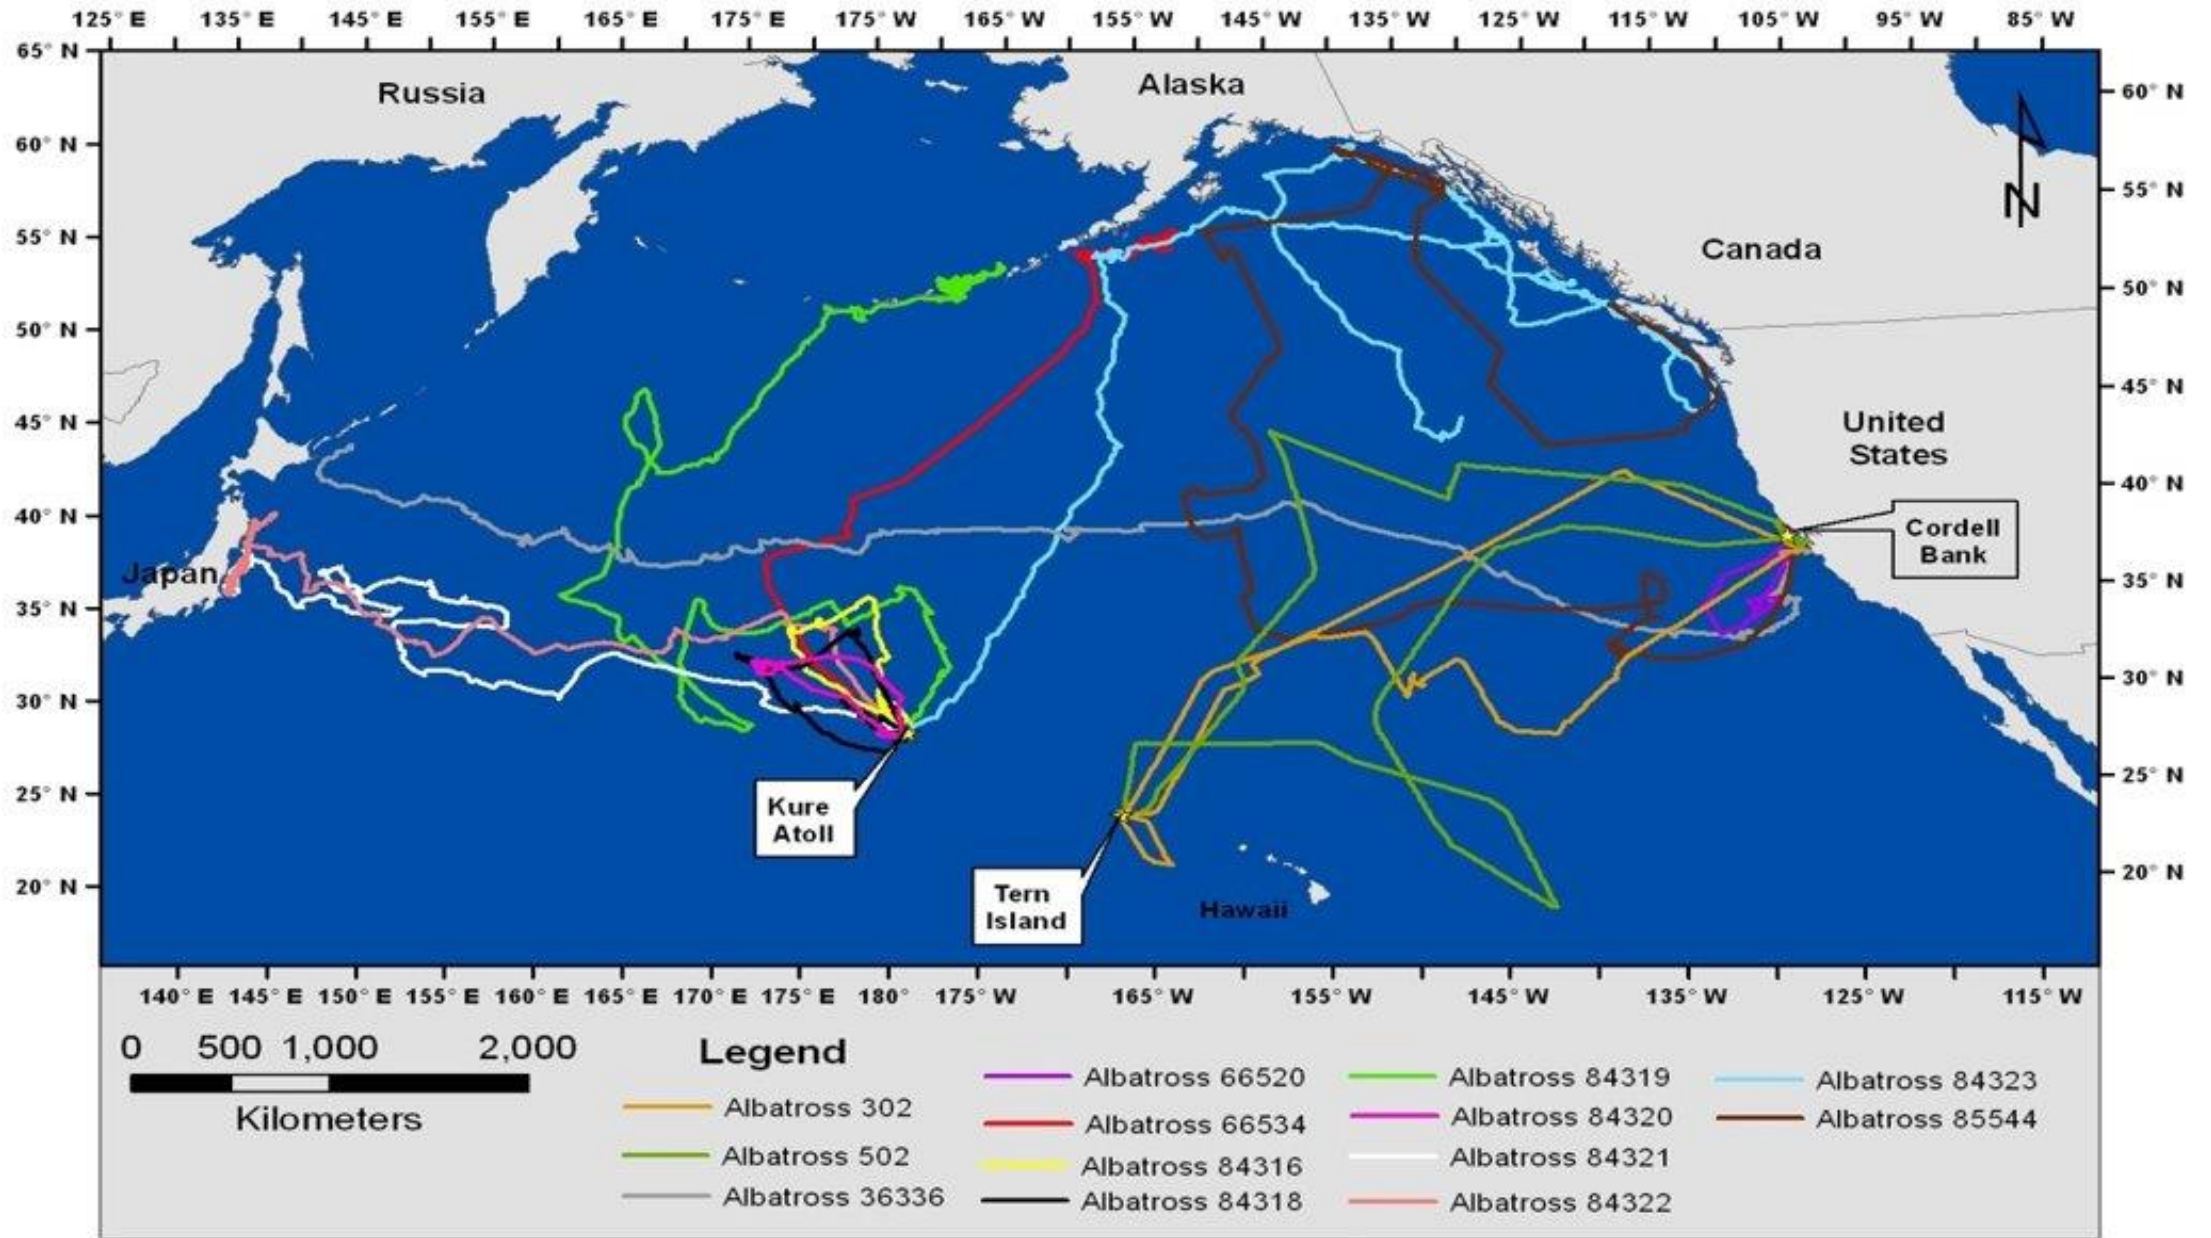 125° E 135° E 145° E 155° E 165° E 175° E 175° W 165° W 155° W 145° W 135° W 125° W 115° W 105° W 95° W 85° W
65° N
60° N
55° N
50° N
45° N
40° N
35° N
30° N
25° N
20° N
60° N
55° N
50° N
45° N
40° N
35° N
30° N
25° N
20° N
Russia
Alaska
N
Canada
United
States
Cordell
Bank
Japan
Kure
Atoll
Tern
Island
Hawaii
140° E 145° E 150° E 155° E 160° E 165° E 170° E 175° E 180° 175° W 165° W 155° W 145° W 135° W 125° W 115° W
0 500 1,000 2,000
Kilometers
Legend
Albatross 302
Albatross 502
Albatross 36336
Albatross 66520
Albatross 66534
Albatross 84316
Albatross 84318
Albatross 84319
Albatross 84320
Albatross 84321
Albatross 84322
Albatross 84323
Albatross 85544